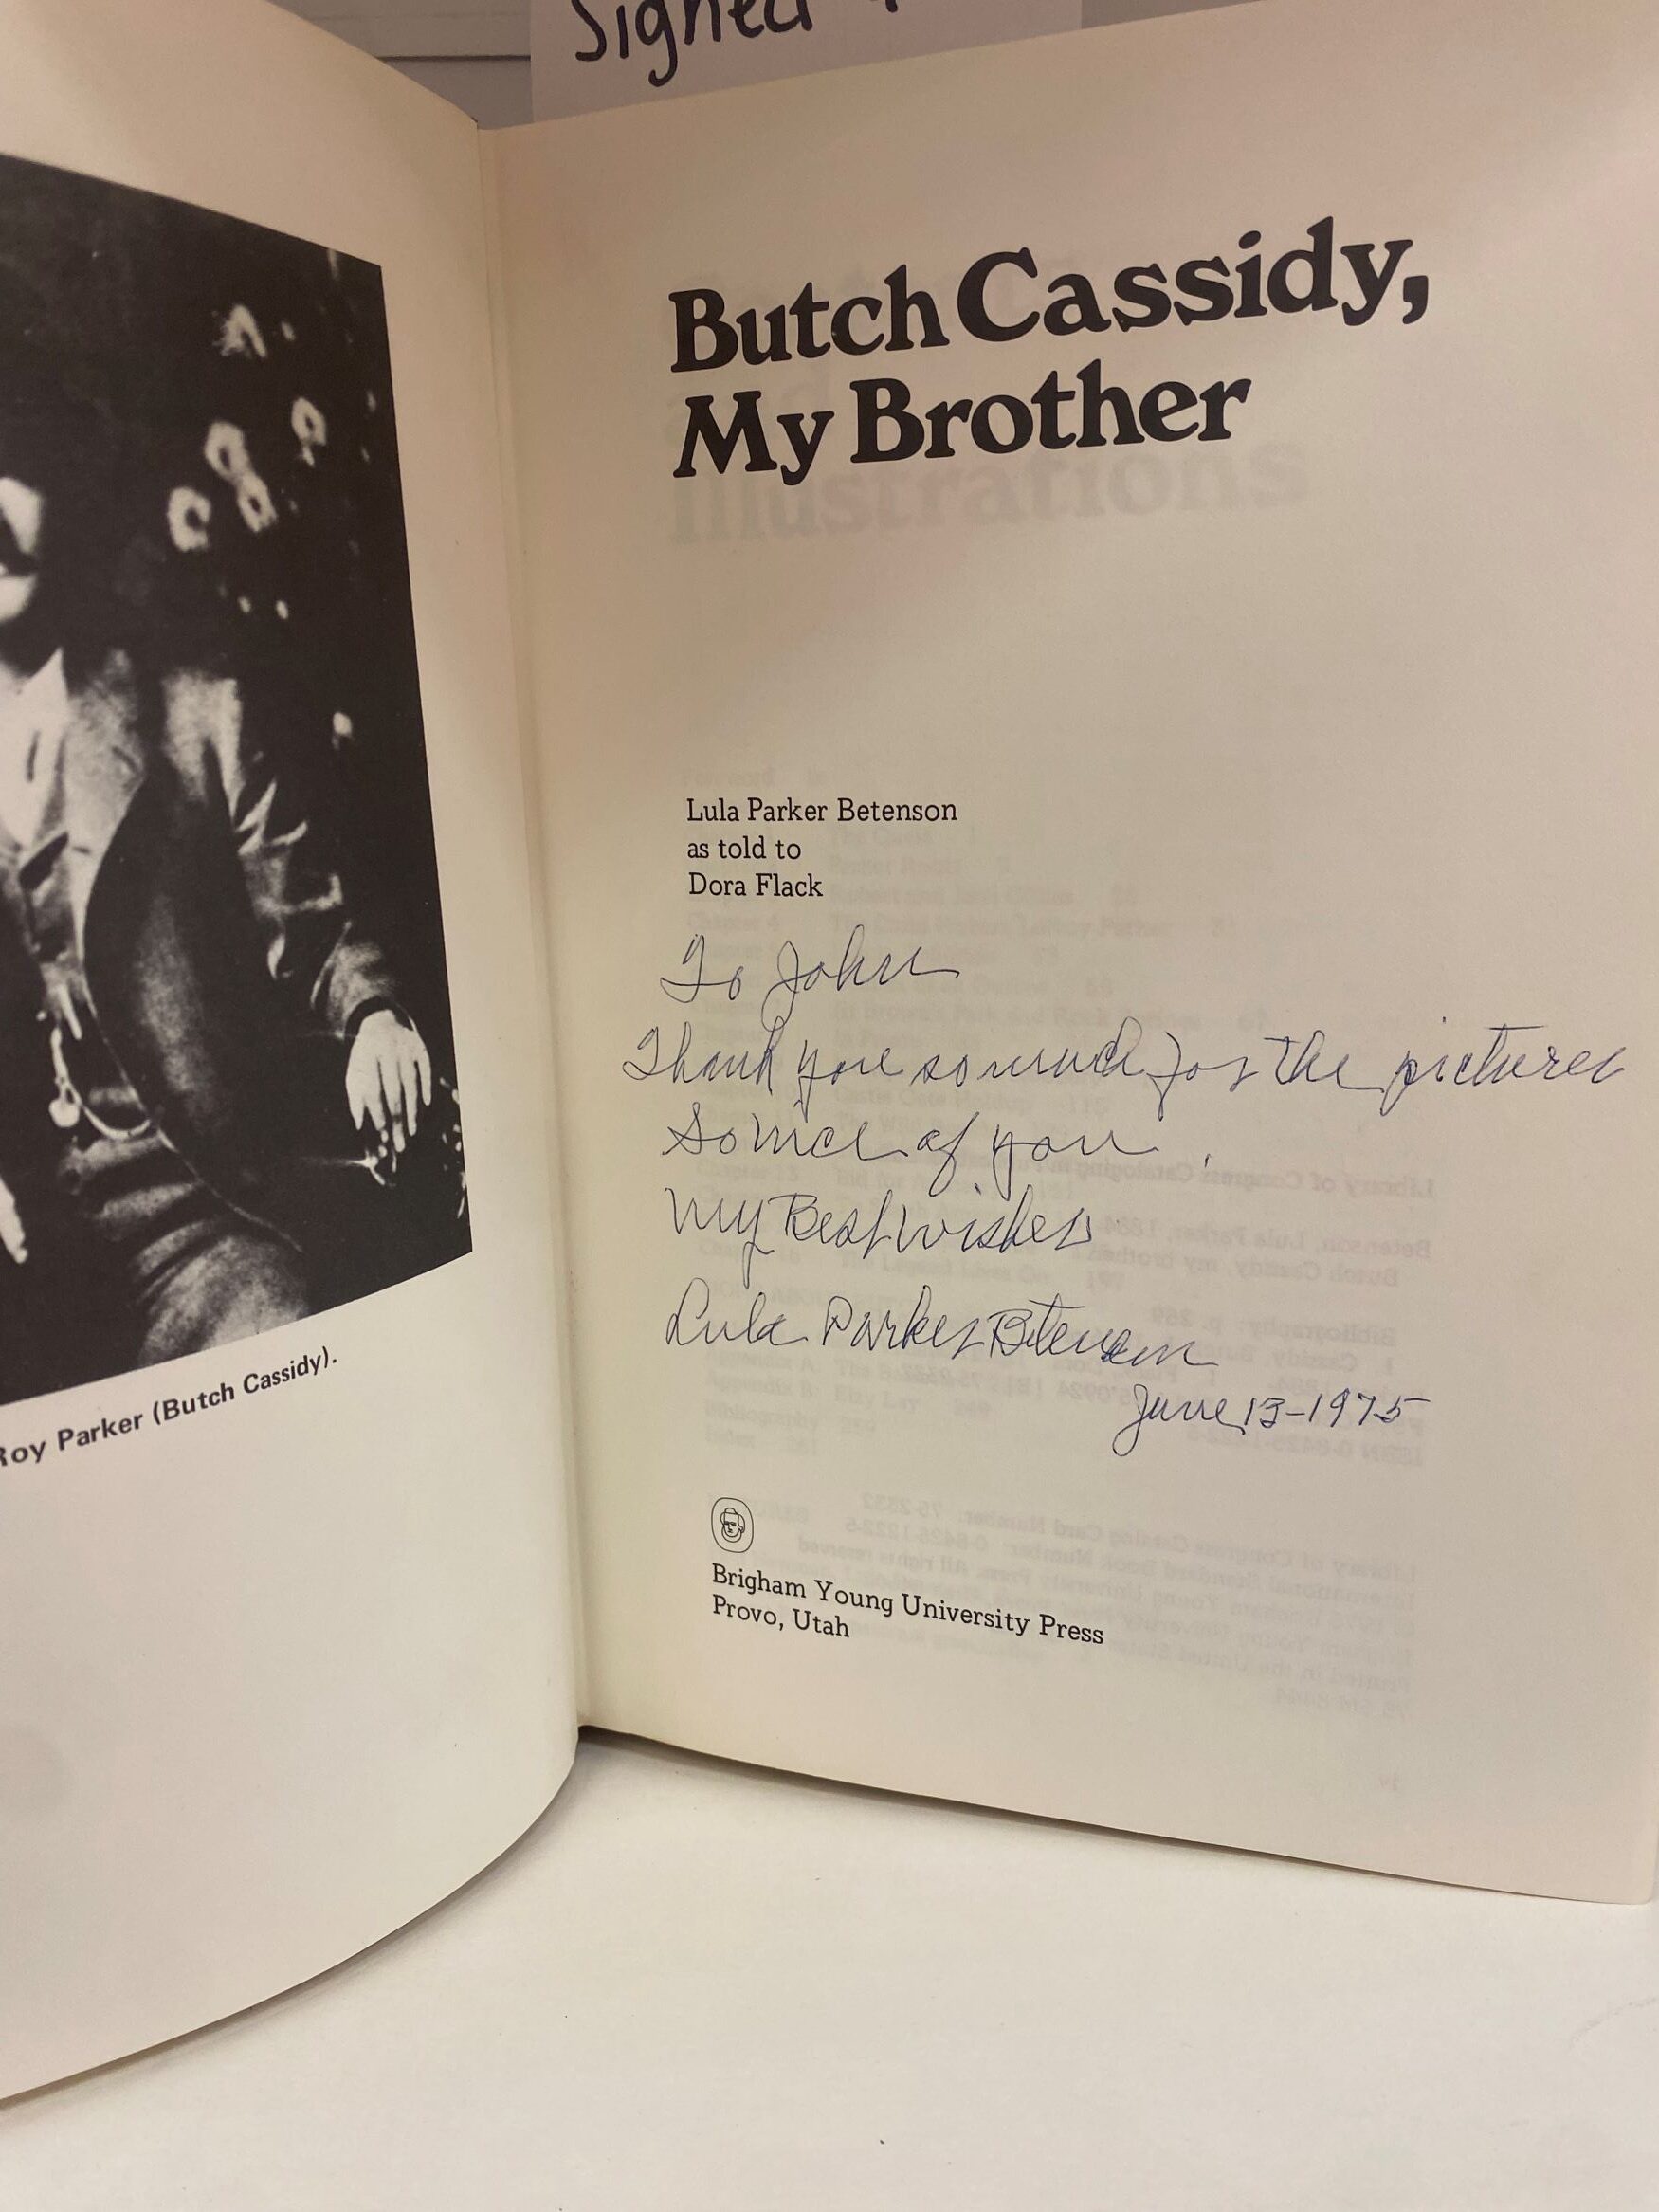 Signed
Butch Cassidy,
My Brother
Illustrations
Lula Parker Betenson
as told to
Dora Flack
To John
Thank you so much for the pictures
So nice of you.
My Best wishes
Lula Parker Betenson
June 13-1975
Brigham Young University Press
Provo, Utah
Roy Parker (Butch Cassidy).